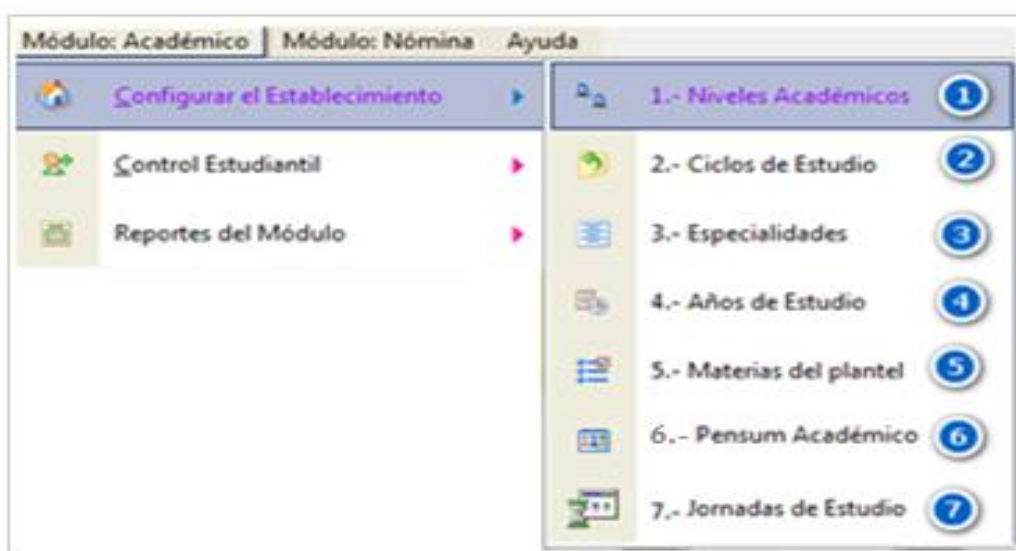 Módulo: Académico | Módulo: Nómina Ayuda
Configurar el Establecimiento
Control Estudiantil
Reportes del Módulo
1.- Niveles Académicos 1
2.- Ciclos de Estudio 2
3.- Especialidades 3
4.- Años de Estudio 4
5.- Materias del plantel 5
6.- Pensum Académico 6
7.- Jornadas de Estudio 7